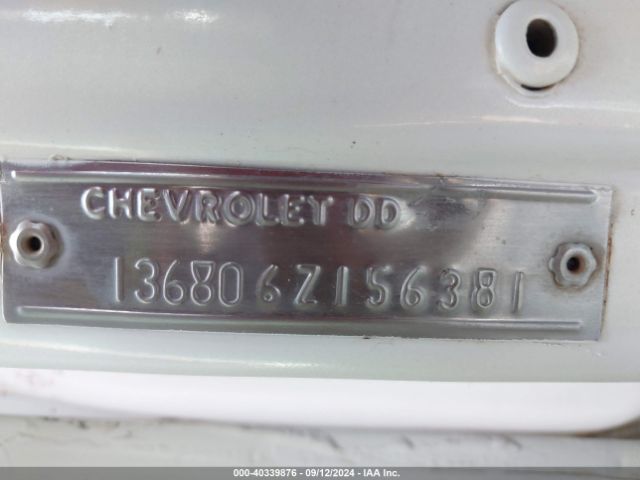 CHEVROLET DD
136806Z156381
000-40339876 - 09/12/2024 - IAA Inc.